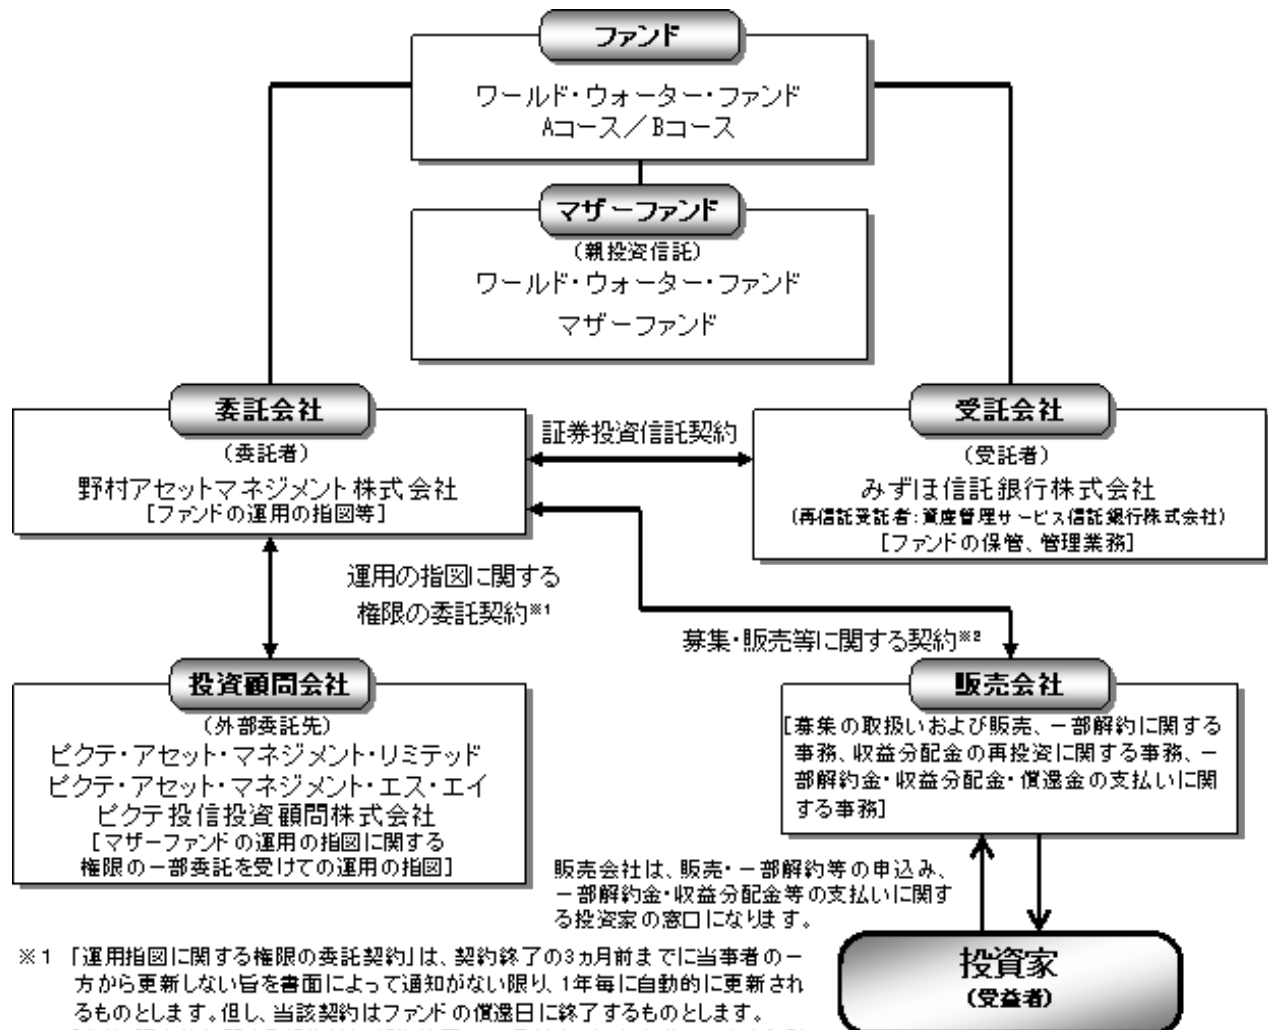 ファンド
ワールド・ウォーター・ファンド
Aコース／Bコース
マザーファンド
（親投資信託）
ワールド・ウォーター・ファンド
マザーファンド
委託会社
（委託者）
野村アセットマネジメント株式会社
［ファンドの運用の指図等］
証券投資信託契約
受託会社
（受託者）
みずほ信託銀行株式会社
（再信託受託者：資産管理サービス信託銀行株式会社）
［ファンドの保管、管理業務］
運用の指図に関する
権限の委託契約※1
募集・販売等に関する契約※2
投資顧問会社
（外部委託先）
ピクテ・アセット・マネジメント・リミテッド
ピクテ・アセット・マネジメント・エス・エイ
ピクテ投信投資顧問株式会社
［マザーファンドの運用の指図に関する
権限の一部委託を受けての運用の指図］
販売会社
［募集の取扱いおよび販売、一部解約に関する
事務、収益分配金の再投資に関する事務、一
部解約金・収益分配金・償還金の支払いに関
する事務］
販売会社は、販売・一部解約等の申込み、
一部解約金・収益分配金等の支払いに関す
る投資家の窓口になります。
投資家
（受益者）
※1 「運用指図に関する権限の委託契約」は、契約終了の3ヵ月前までに当事者の一
方から更新しない旨を書面によって通知がない限り、1年毎に自動的に更新され
るものとします。但し、当該契約はファンドの償還日に終了するものとします。